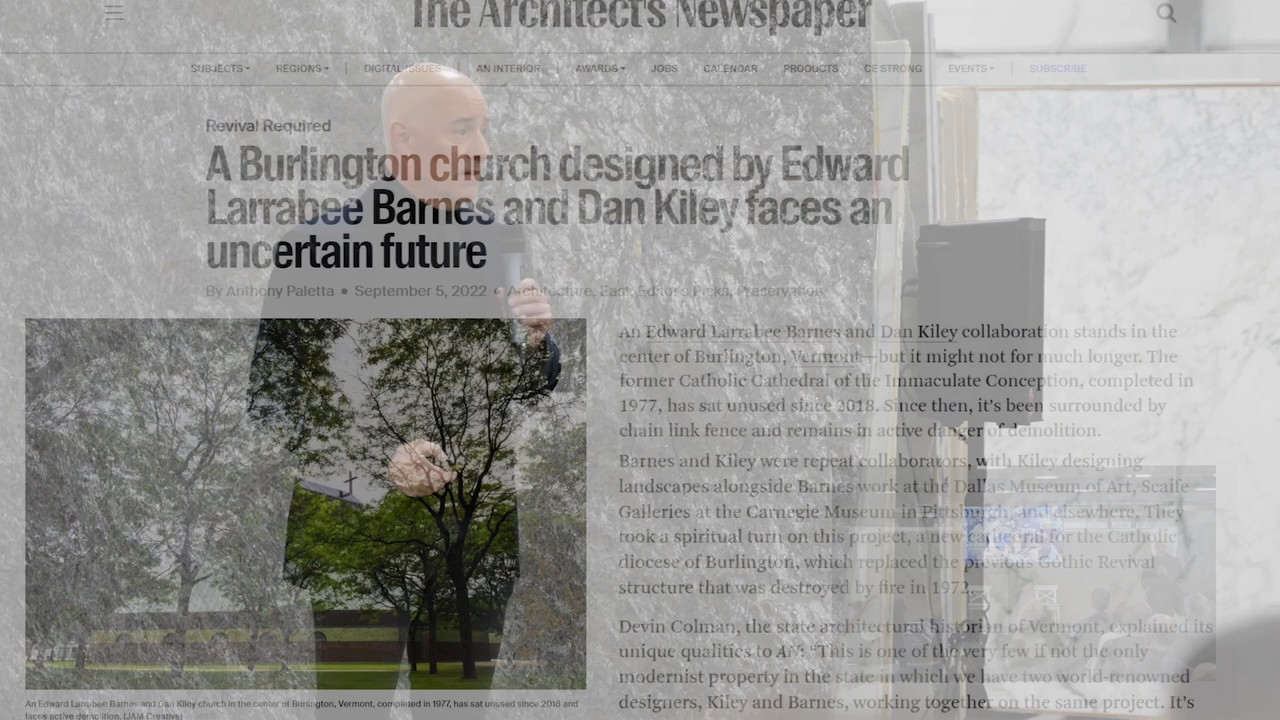 The Architect's Newspaper
SUBJECTS REGIONS DIGITAL ISSUES AN INTERIOR AWARDS JOBS CALENDAR PRODUCTS CE STRONG EVENTS SUBSCRIBE
Revival Required
A Burlington church designed by Edward
Larrabee Barnes and Dan Kiley faces an
uncertain future
By Anthony Paletta • September 5, 2022 • Architecture, East, Editor's Picks, Preservation
An Edward Larrabee Barnes and Dan Kiley collaboration stands in the
center of Burlington, Vermont—but it might not for much longer. The
former Catholic Cathedral of the Immaculate Conception, completed in
1977, has sat unused since 2018. Since then, it's been surrounded by
chain link fence and remains in active danger of demolition.
Barnes and Kiley were repeat collaborators, with Kiley designing
landscapes alongside Barnes work at the Dallas Museum of Art, Scaife
Galleries at the Carnegie Museum in Pittsburgh, and elsewhere. They
took a spiritual turn on this project, a new cathedral for the Catholic
diocese of Burlington, which replaced the previous Gothic Revival
structure that was destroyed by fire in 1972.
Devin Colman, the state architectural historian of Vermont, explained its
unique qualities to AN: “This is one of the very few if not the only
modernist property in the state in which we have two world-renowned
designers, Kiley and Barnes, working together on the same project. It's
An Edward Larrabee Barnes and Dan Kiley church in the center of Burlington, Vermont, completed in 1977, has sat unused since 2018 and
faces active demolition. (JAM Creative)